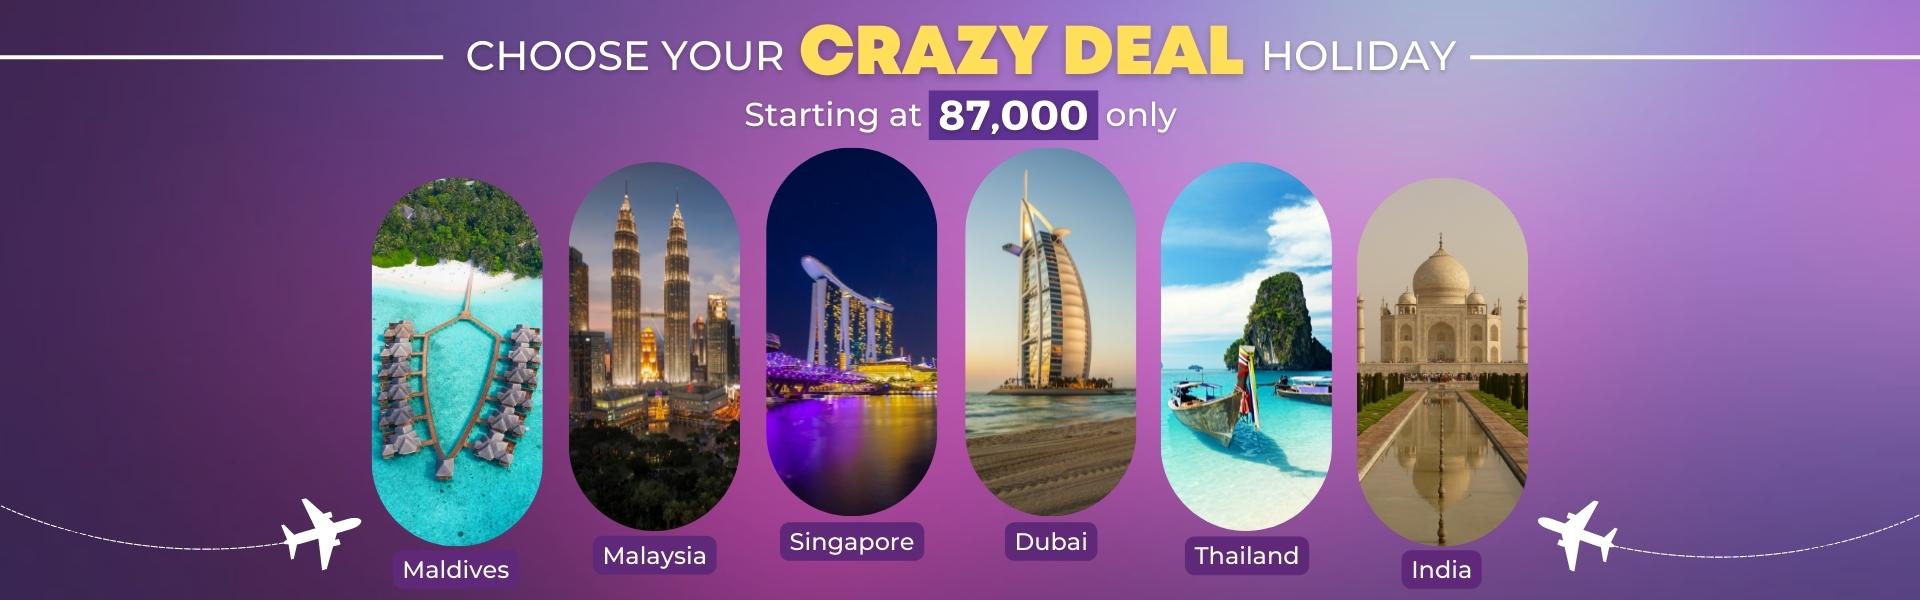 CHOOSE YOUR CRAZY DEAL HOLIDAY
Starting at 87,000 only
Maldives
Malaysia
Singapore
Dubai
Thailand
India